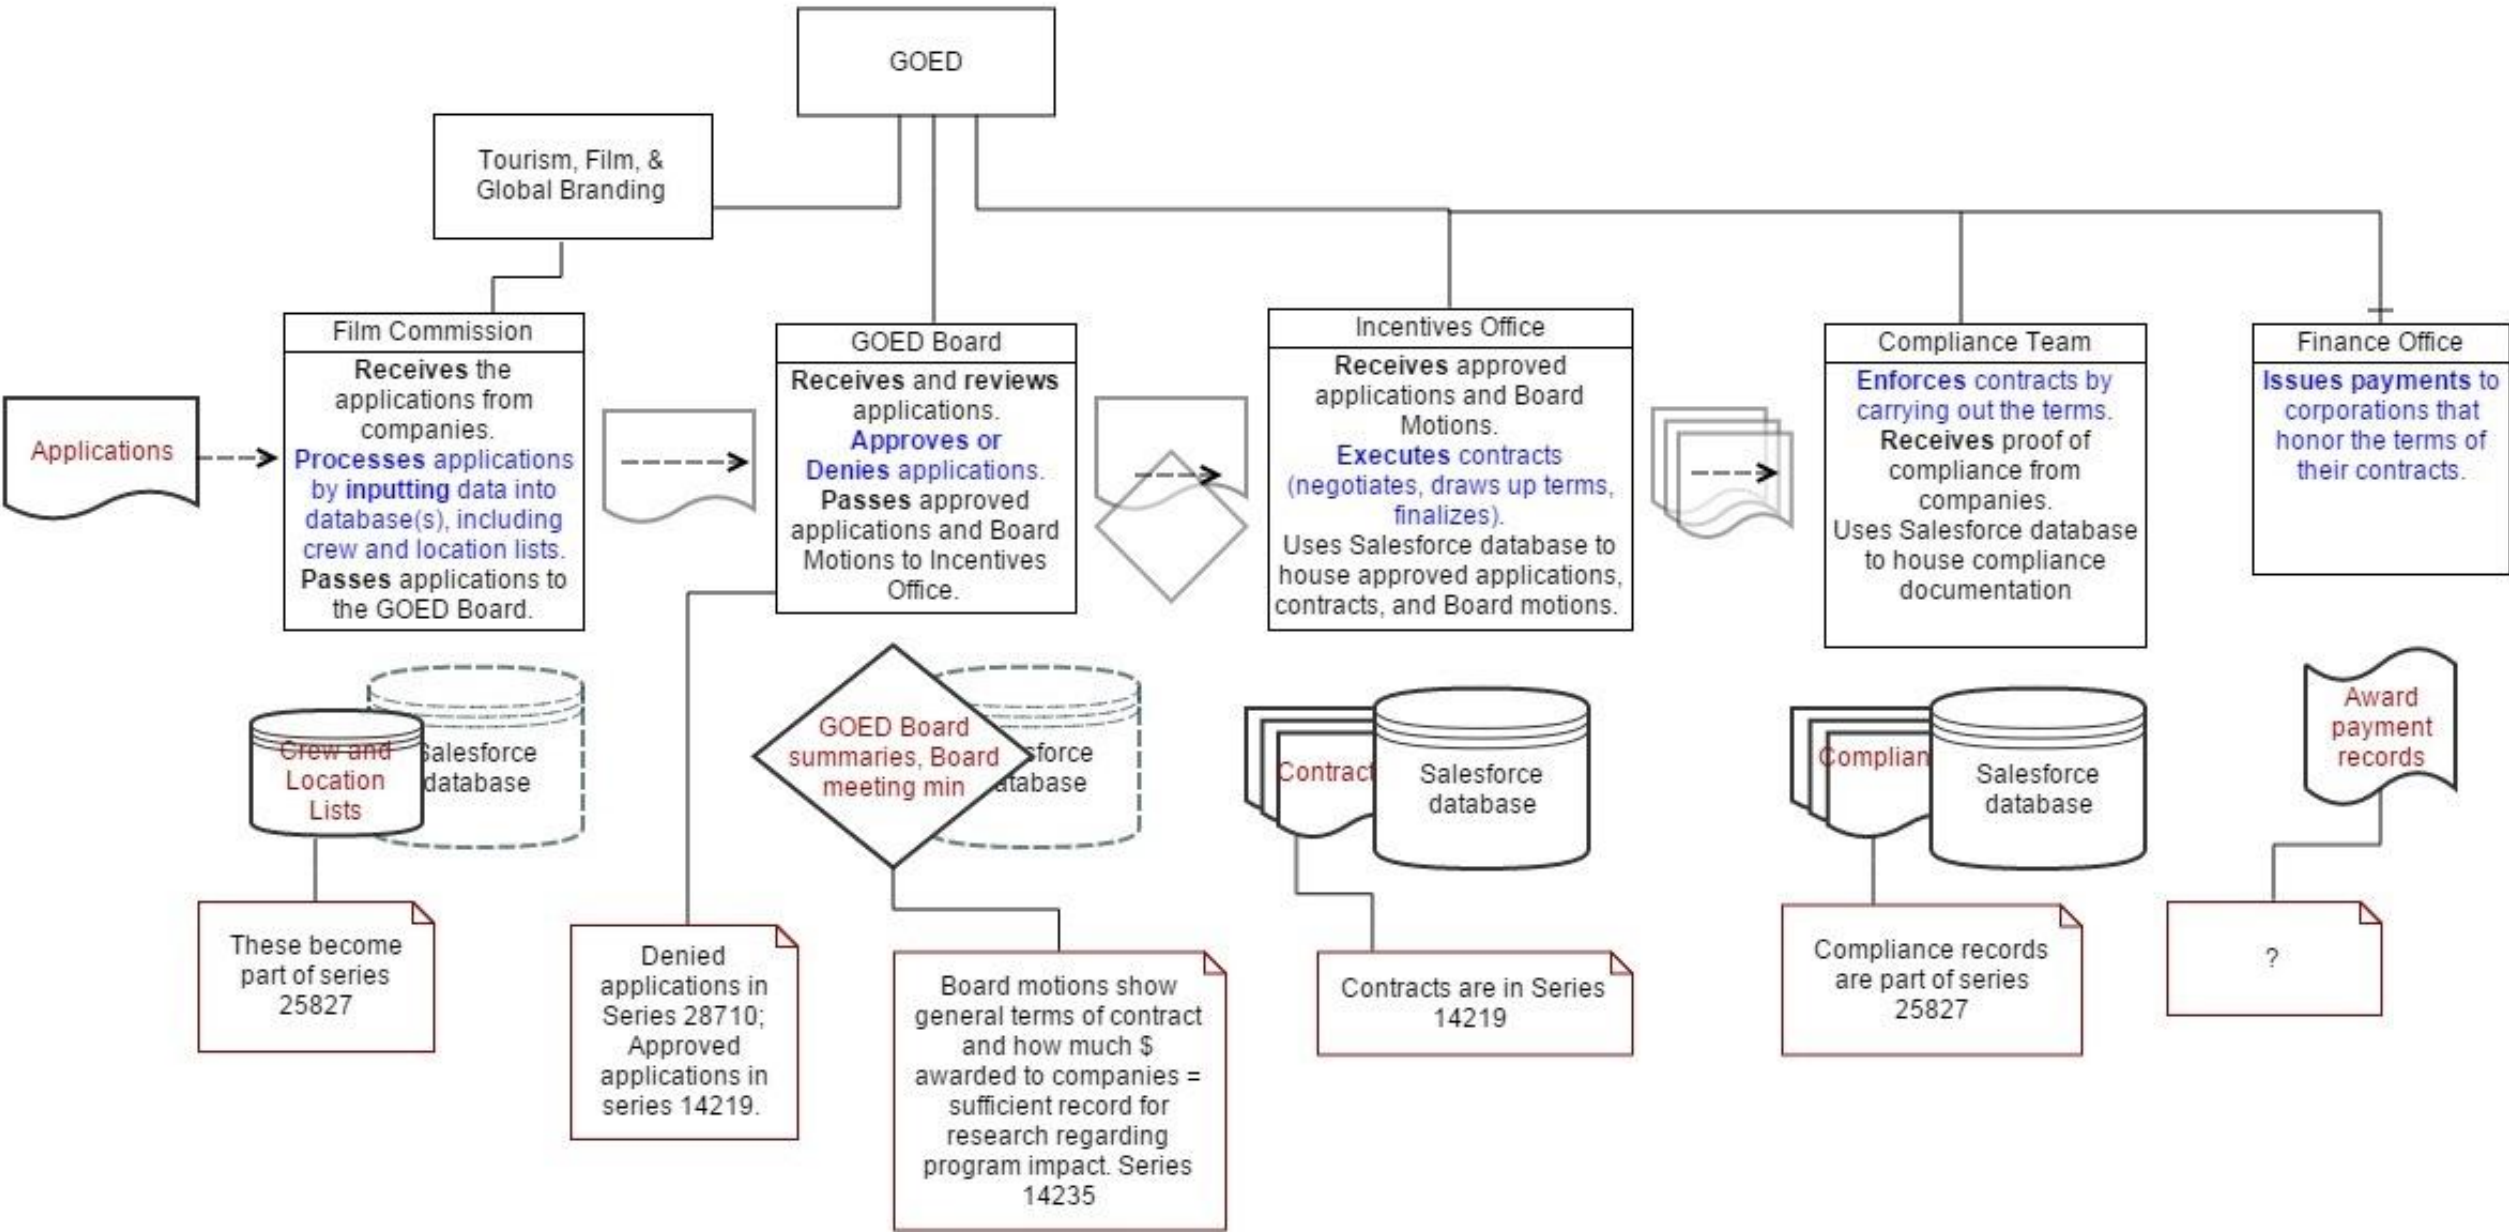 GOED
Tourism, Film, &
Global Branding
Applications
Film Commission
Receives the
applications from
companies.
Processes applications
by inputting data into
database(s), including
crew and location lists.
Passes applications to
the GOED Board.
GOED Board
Receives and reviews
applications.
Approves or
Denies applications.
Passes approved
applications and Board
Motions to Incentives
Office.
Incentives Office
Receives approved
applications and Board
Motions.
Executes contracts
(negotiates, draws up terms,
finalizes).
Uses Salesforce database to
house approved applications,
contracts, and Board motions.
Compliance Team
Enforces contracts by
carrying out the terms.
Receives proof of
compliance from
companies.
Uses Salesforce database
to house compliance
documentation
Finance Office
Issues payments to
corporations that
honor the terms of
their contracts.
Crew and
Location
Lists
Salesforce
database
GOED Board
summaries, Board
meeting min
sforce
atabase
Contract
Salesforce
database
Complian
Salesforce
database
Award
payment
records
These become
part of series
25827
Denied
applications in
Series 28710;
Approved
applications in
series 14219.
Board motions show
general terms of contract
and how much $
awarded to companies =
sufficient record for
research regarding
program impact. Series
14235
Contracts are in Series
14219
Compliance records
are part of series
25827
?